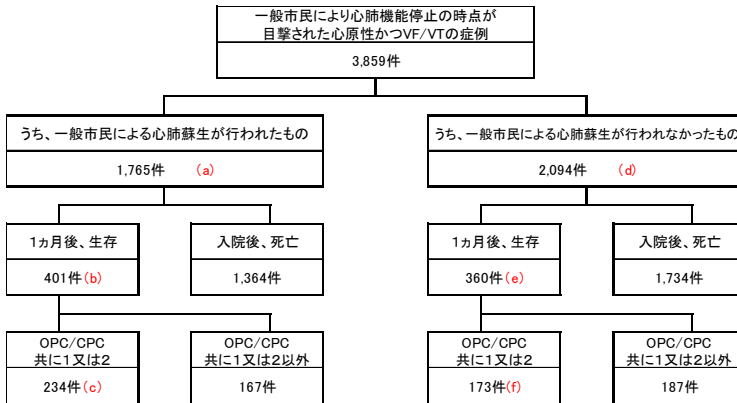 一般市民により心肺機能停止の時点が
目撃された心原性かつVF/VTの症例
3,859件
うち、一般市民による心肺蘇生が行われたもの
1,765件 (a)
うち、一般市民による心肺蘇生が行われなかったもの
2,094件 (d)
1ヵ月後、生存
401件(b)
入院後、死亡
1,364件
1ヵ月後、生存
360件(e)
入院後、死亡
1,734件
OPC/CPC
共に1又は2
234件(c)
OPC/CPC
共に1又は2以外
167件
OPC/CPC
共に1又は2
173件(f)
OPC/CPC
共に1又は2以外
187件